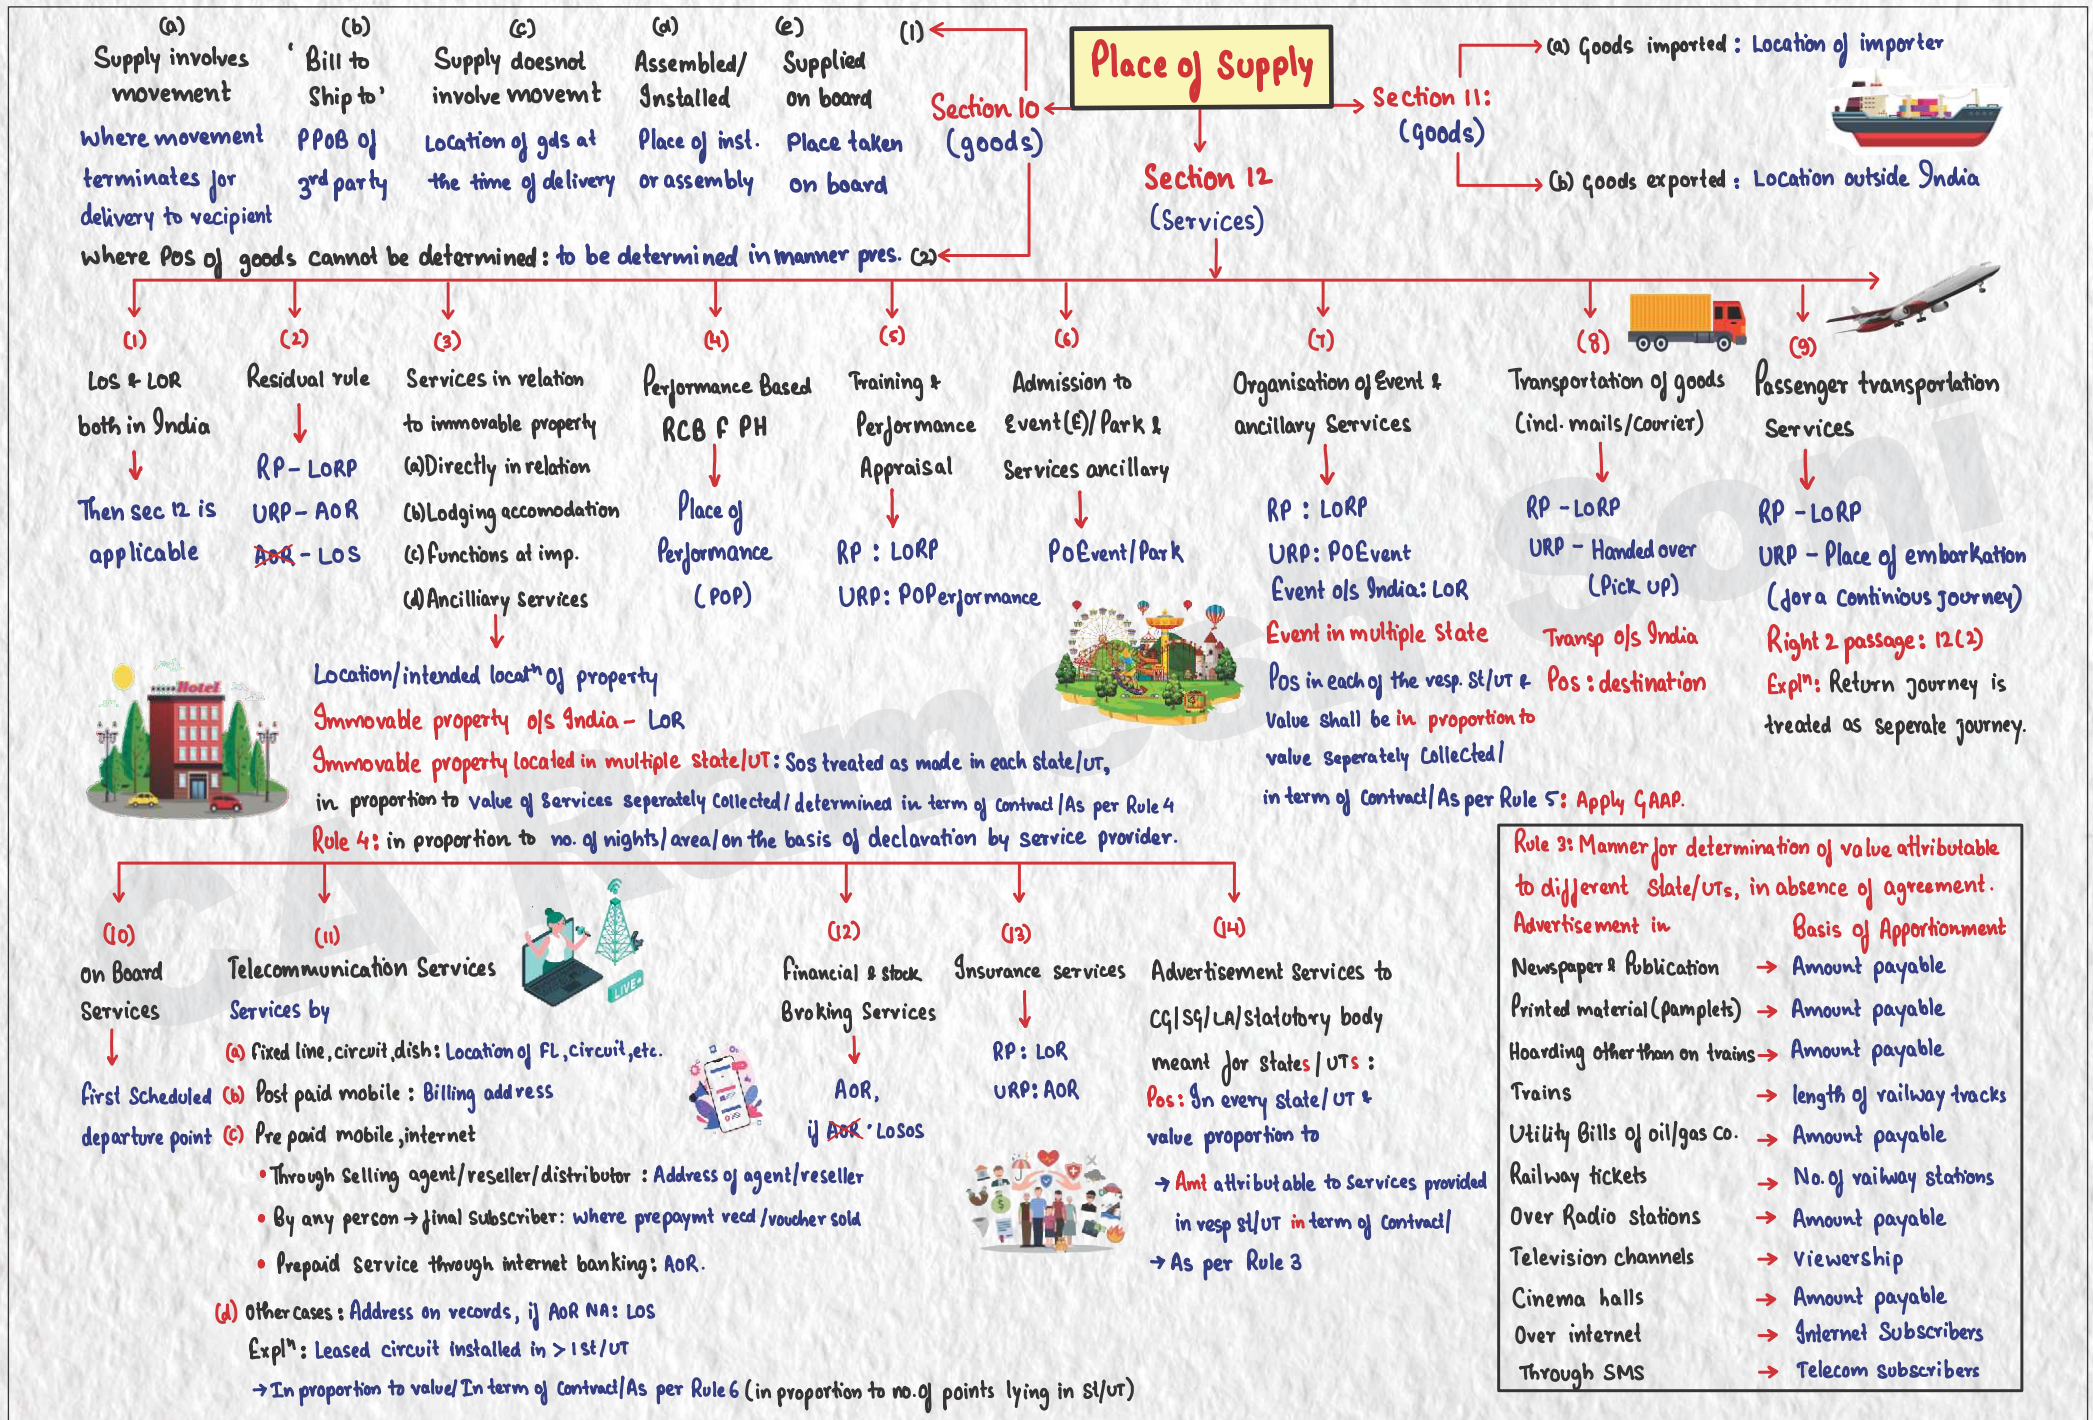 Place of Supply
(a)
Supply involves
movement
where movement
terminates for
delivery to recipient
(b)
'Bill to
Ship to'
PPoB of
3rd party
(c)
Supply doesnot
involve movemt
Location of gds at
the time of delivery
(d)
Assembled/
Installed
Place of inst.
or assembly
(e)
Supplied
on board
Place taken
on board
(1)
Section 10
(goods)
where POS of goods cannot be determined: to be determined in manner pres. (2)
Section 11:
(goods)
(a) Goods imported: Location of importer
(b) goods exported: Location outside India
Section 12
(Services)
(1)
LOS & LOR
both in India
Then sec 12 is
applicable
(2)
Residual rule
RP - LORP
URP - AOR
AOR - LOS
(3)
Services in relation
to immovable property
(a) Directly in relation
(b) Lodging accomodation
(c) functions at imp.
(d) Ancilliary services
Location/intended locatn of property
Immovable property o/s India - LOR
Immovable property located in multiple state/UT: SOS treated as made in each state/UT,
in proportion to value of services seperately collected/determined in term of contract/As per Rule 4
Rule 4: in proportion to no. of nights/area/on the basis of declaration by service provider.
Hotel
(4)
Performance Based
RCB F PH
Place of
Performance
(POP)
(5)
Training &
Performance
Appraisal
RP : LORP
URP: POPerformance
(6)
Admission to
Event(E)/Park &
Services ancillary
POEvent/Park
(7)
Organisation of Event &
ancillary services
RP : LORP
URP: POEvent
Event o/s India: LOR
Event in multiple state
Pos in each of the resp. St/UT &
Value shall be in proportion to
value seperately collected/
in term of contract/As per Rule 5: Apply GAAP.
(8)
Transportation of goods
(incl. mails/courier)
RP - LORP
URP - Handed over
(Pick UP)
Transp o/s India
Pos : destination
(9)
Passenger transportation
Services
RP - LORP
URP - Place of embarkation
(for a continious journey)
Right 2 passage: 12(2)
Expln: Return journey is
treated as seperate journey.
(10)
on Board
Services
First scheduled
departure point
(11)
Telecommunication Services
Services by
(a) Fixed line, circuit, dish: Location of FL, circuit, etc.
(b) Post paid mobile : Billing address
(c) Pre paid mobile, internet
• Through selling agent/reseller/distributor : Address of agent/reseller
• By any person → final subscriber: where prepaymt recd/voucher sold
• Prepaid service through internet banking: AOR.
(d) Other cases: Address on records, if AOR NA: LOS
Expln: Leased circuit installed in > 1 st/UT
→ In proportion to value/In term of contract/As per Rule 6 (in proportion to no. of points lying in st/UT)
LIVE
(12)
Financial & stock
Broking Services
AOR,
if AOR · LOSOS
(13)
Insurance services
RP : LOR
URP: AOR
(14)
Advertisement services to
CG/SG/LA/statutory body
meant for states/UTs :
Pos: In every state/UT &
value proportion to
→ Amt attributable to services provided
in resp st/UT in term of contract/
→ As per Rule 3
Rule 3: Manner for determination of value attributable
to different state/UTs, in absence of agreement.
Advertisement in Basis of Apportionment
Newspaper & Publication → Amount payable
Printed material (pamplets) → Amount payable
Hoarding other than on trains → Amount payable
Trains → length of railway tracks
Utility Bills of oil/gas co. → Amount payable
Railway tickets → No. of railway stations
Over Radio stations → Amount payable
Television channels → viewership
Cinema halls → Amount payable
Over internet → Internet Subscribers
Through SMS → Telecom subscribers
CA Ramesh Soni